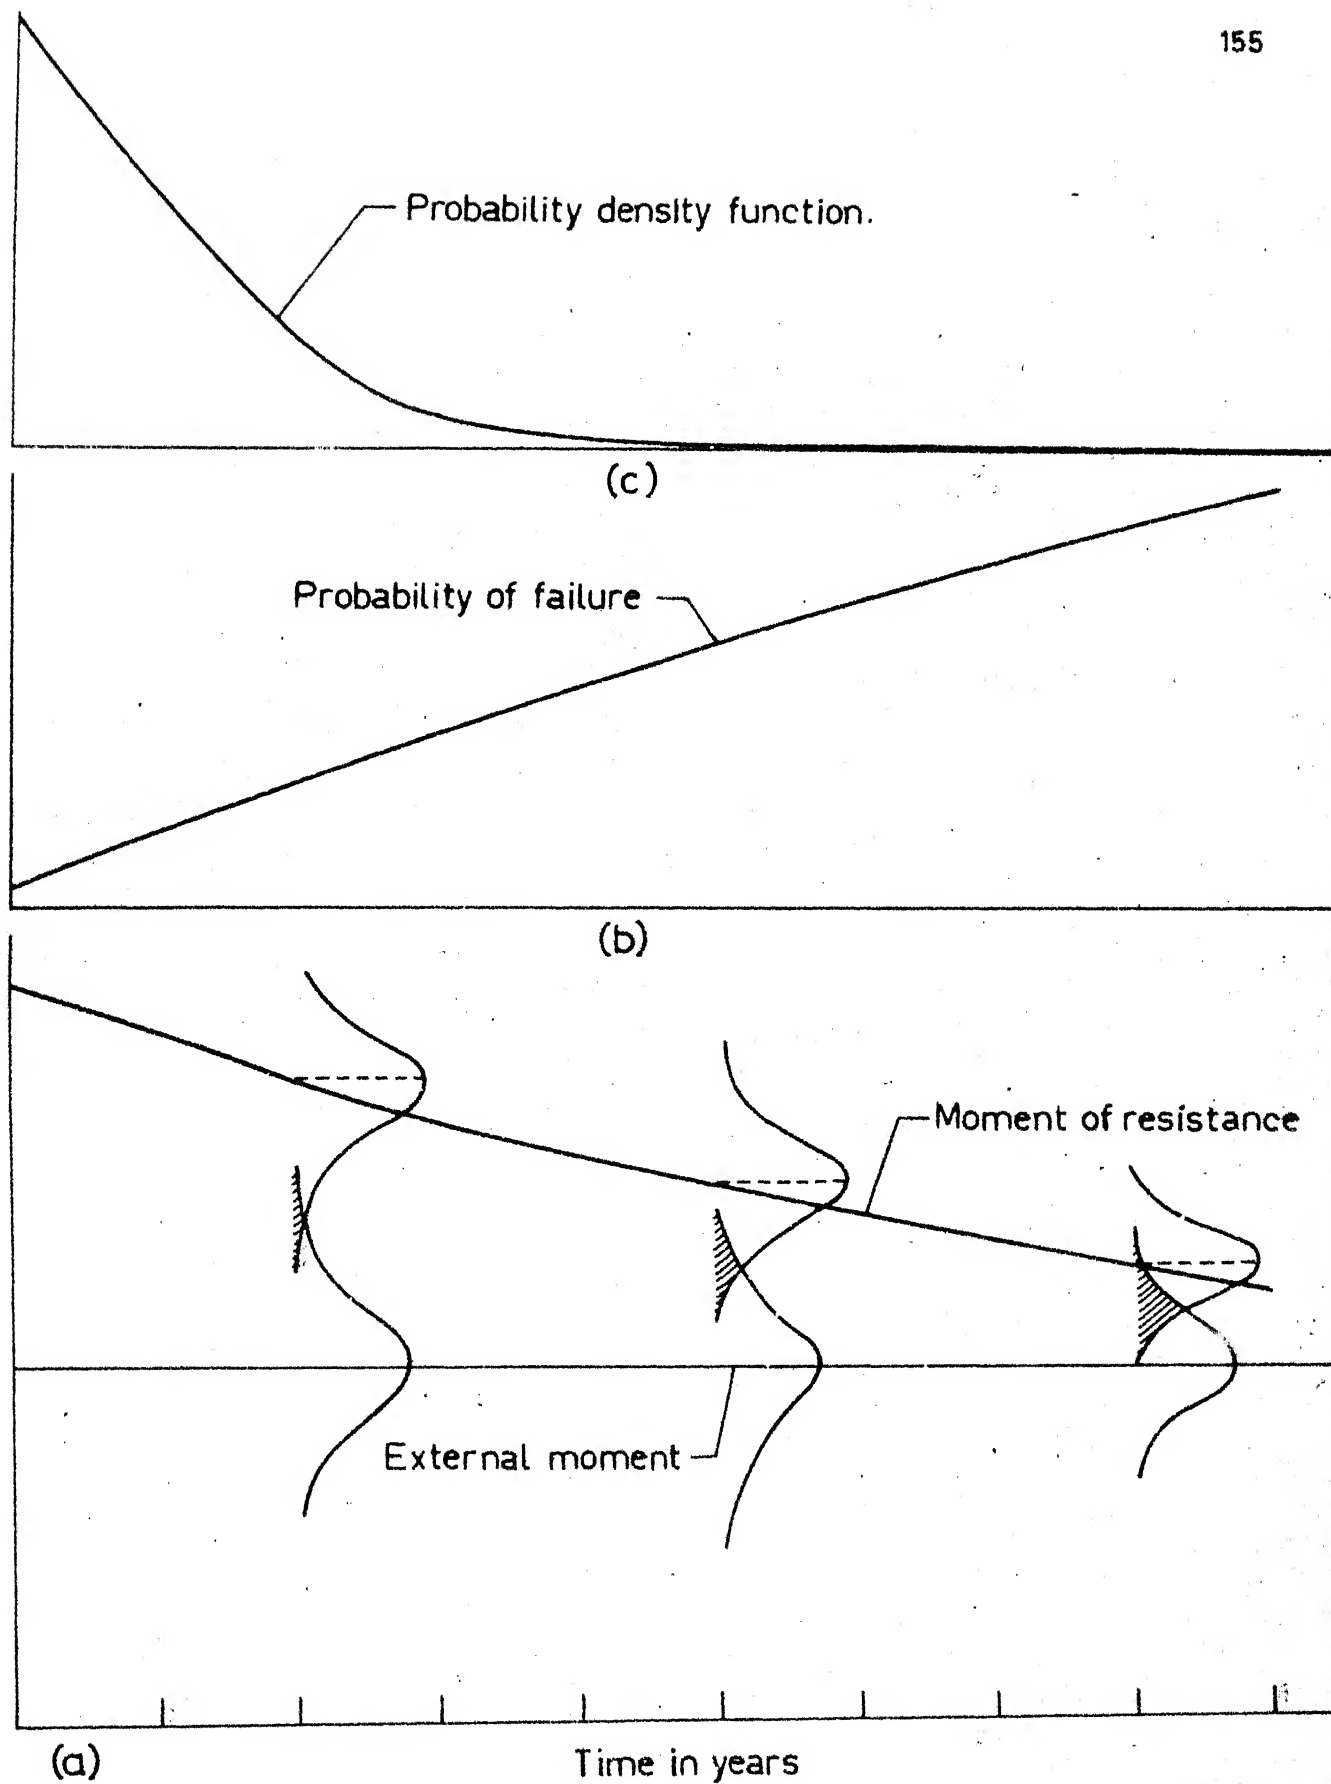 155
Probability density function.
(c)
Probability of failure
(b)
Moment of resistance
External moment
(a)
Time in years